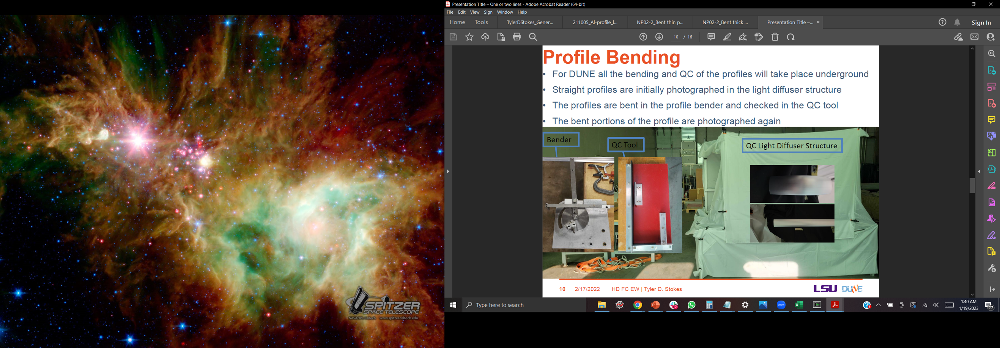 SPITZER
SPACE TELESCOPE
NASA/JPL-Caltech www.spitzer.caltech.edu
Presentation Title – One or two lines - Adobe Acrobat Reader (64-bit)
File Edit View Sign Window Help
Home Tools TylerDStokes_Gener... 211005_Al-profile_l... NP02-2_Bent thin p... NP02-2_Bent thick ... Presentation Title –... × Sign In
10 / 16
Profile Bending
• For DUNE all the bending and QC of the profiles will take place underground
• Straight profiles are initially photographed in the light diffuser structure
• The profiles are bent in the profile bender and checked in the QC tool
• The bent portions of the profile are photographed again
Bender
QC Tool
QC Light Diffuser Structure
10 2/17/2022 HD FC EW | Tyler D. Stokes LSU DUNE
Type here to search
2
zoom
1:40 AM
1/19/2023
27